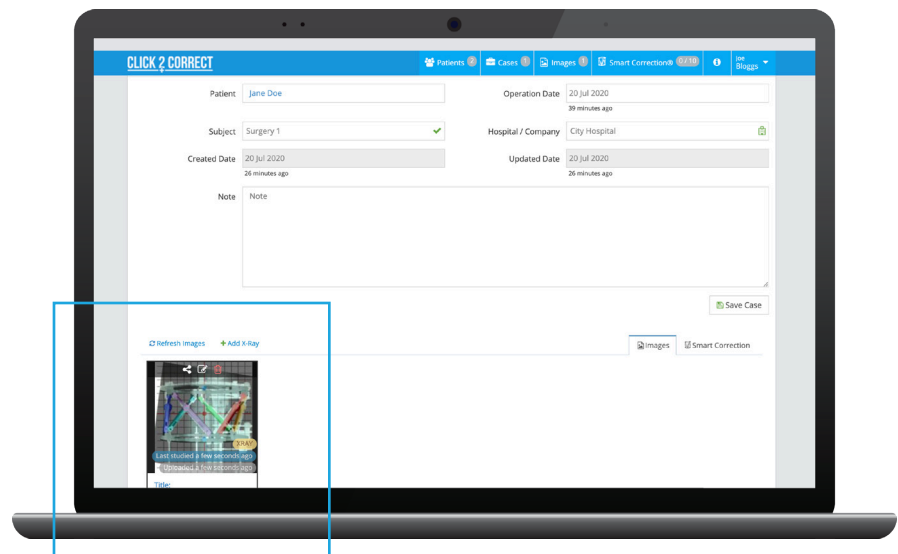 CLICK 2 CORRECT
Patients 2
Cases 1
Images 1
Smart Correction® 0 / 10
Joe
Bloggs
Patient
Jane Doe
Operation Date
20 Jul 2020
39 minutes ago
Subject
Surgery 1
Hospital / Company
City Hospital
Created Date
20 Jul 2020
26 minutes ago
Updated Date
20 Jul 2020
26 minutes ago
Note
Note
Save Case
Refresh Images
+ Add X-Ray
Images
Smart Correction
XRAY
Last studied a few seconds ago
Uploaded a few seconds ago
Title: